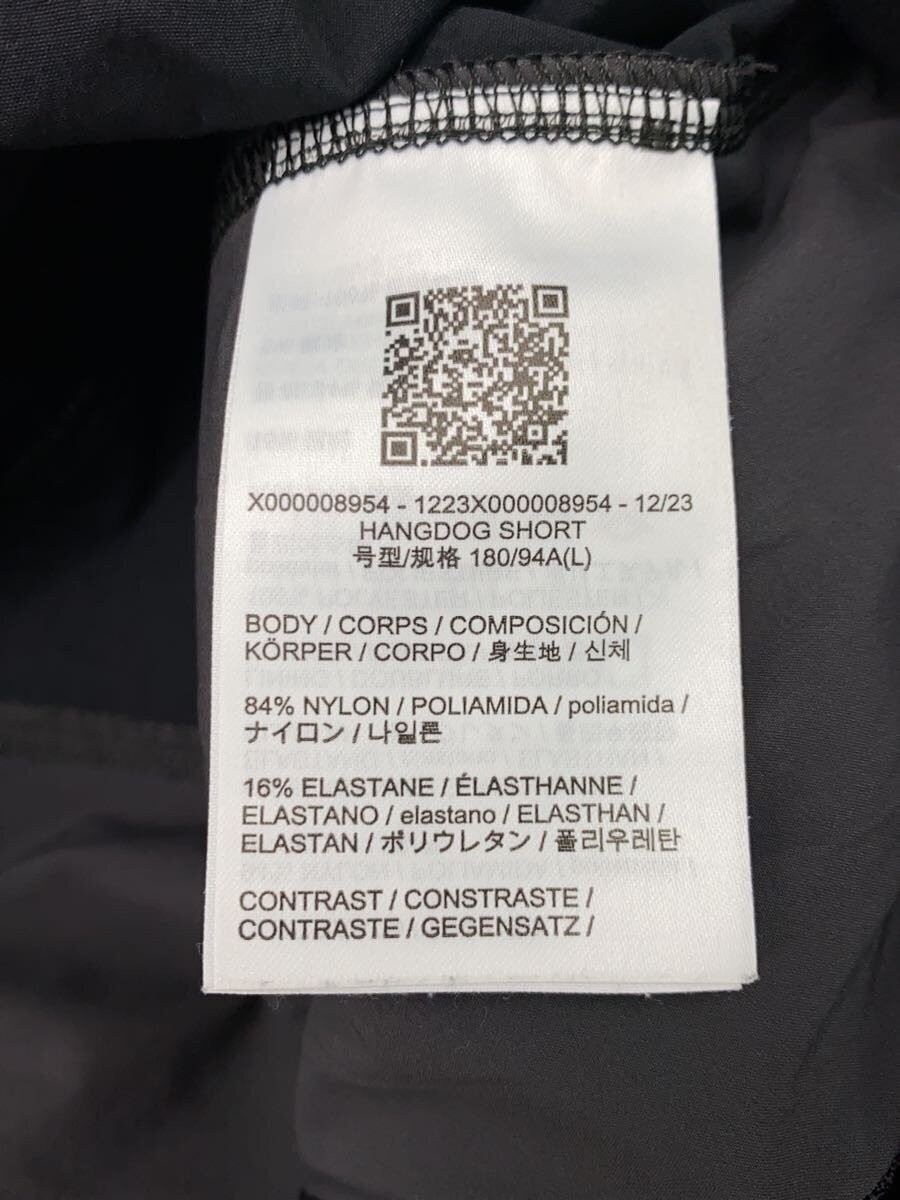 X000008954 - 1223X000008954 - 12/23
HANGDOG SHORT
号型/规格 180/94A(L)
BODY / CORPS / COMPOSICIÓN /
KÖRPER / CORPO / 身生地 / 신체
84% NYLON / POLIAMIDA / poliamida /
ナイロン / 나일론
16% ELASTANE / ÉLASTHANNE /
ELASTANO / elastano / ELASTHAN /
ELASTAN / ポリウレタン / 폴리우레탄
CONTRAST / CONSTRASTE /
CONTRASTE / GEGENSATZ /